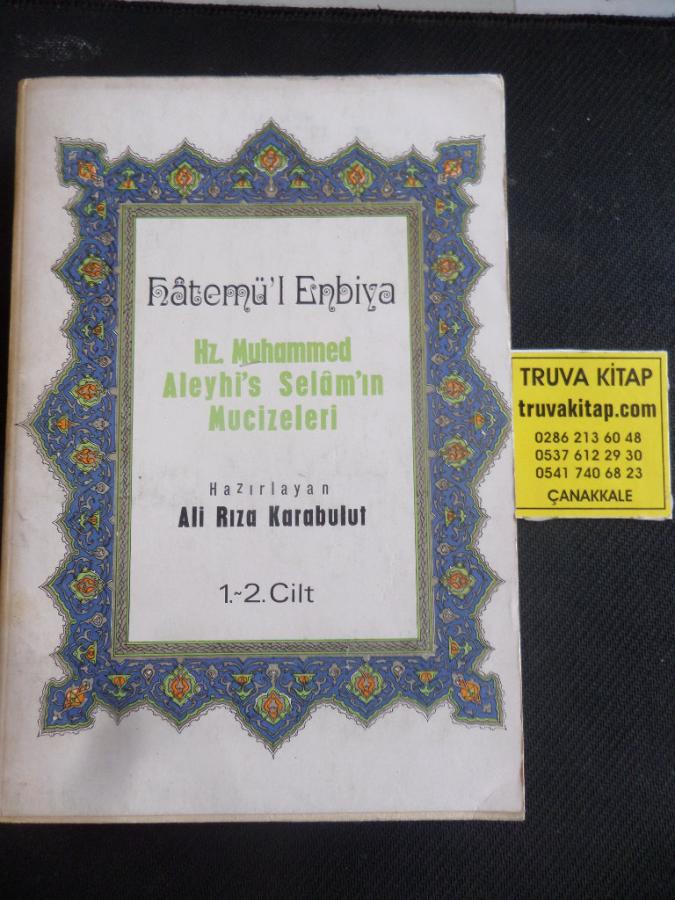 Hâtemü'l Enbiya
Hz. Muhammed
Aleyhi's Selâm'ın
Mucizeleri
Hazırlayan
Ali Rıza Karabulut
1.~2. Cilt
TRUVA KİTAP
truvakitap.com
0286 213 60 48
0537 612 29 30
0541 740 68 23
ÇANAKKALE